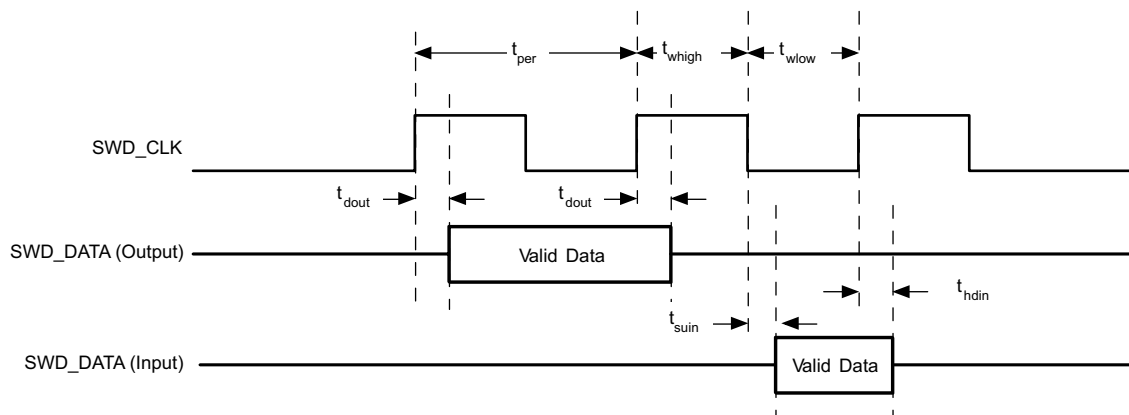 t_per
t_whigh
t_wlow
SWD_CLK
t_dout
t_dout
SWD_DATA (Output)
Valid Data
t_hdin
t_suin
SWD_DATA (Input)
Valid Data